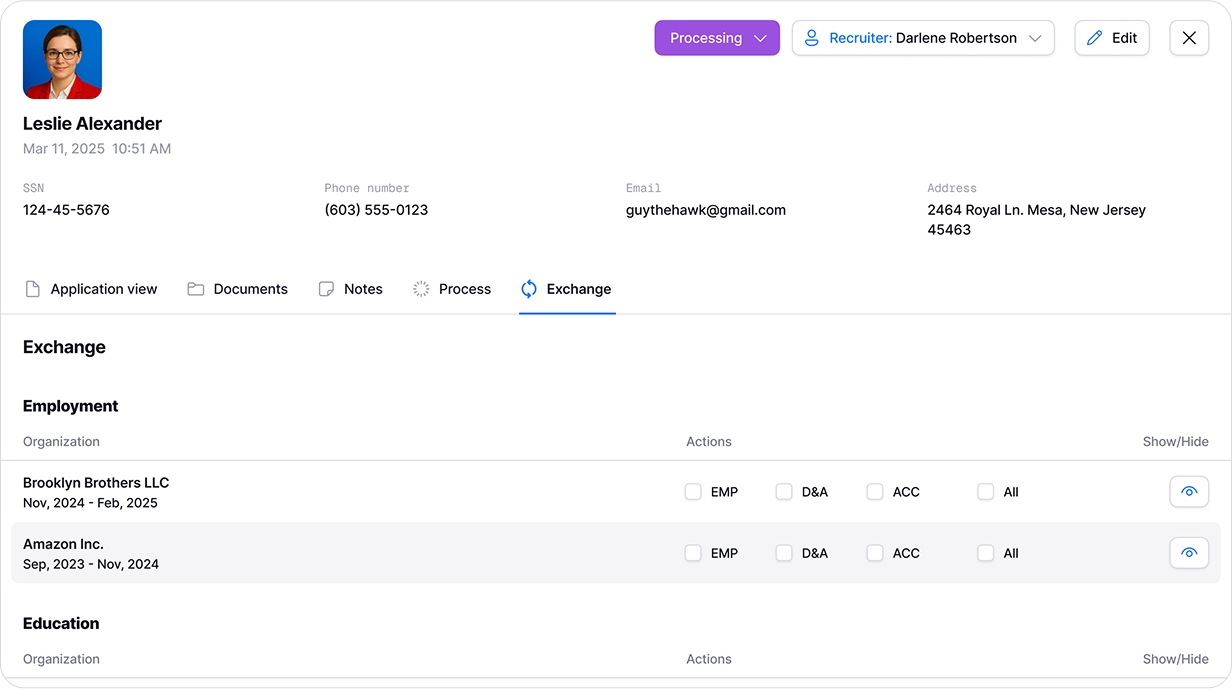 Processing
Recruiter: Darlene Robertson
Edit
Leslie Alexander
Mar 11, 2025 10:51 AM
SSN
124-45-5676
Phone number
(603) 555-0123
Email
guythehawk@gmail.com
Address
2464 Royal Ln. Mesa, New Jersey
45463
Application view
Documents
Notes
Process
Exchange
Exchange
Employment
Organization
Actions
Show/Hide
Brooklyn Brothers LLC
Nov, 2024 - Feb, 2025
EMP
D&A
ACC
All
Amazon Inc.
Sep, 2023 - Nov, 2024
EMP
D&A
ACC
All
Education
Organization
Actions
Show/Hide